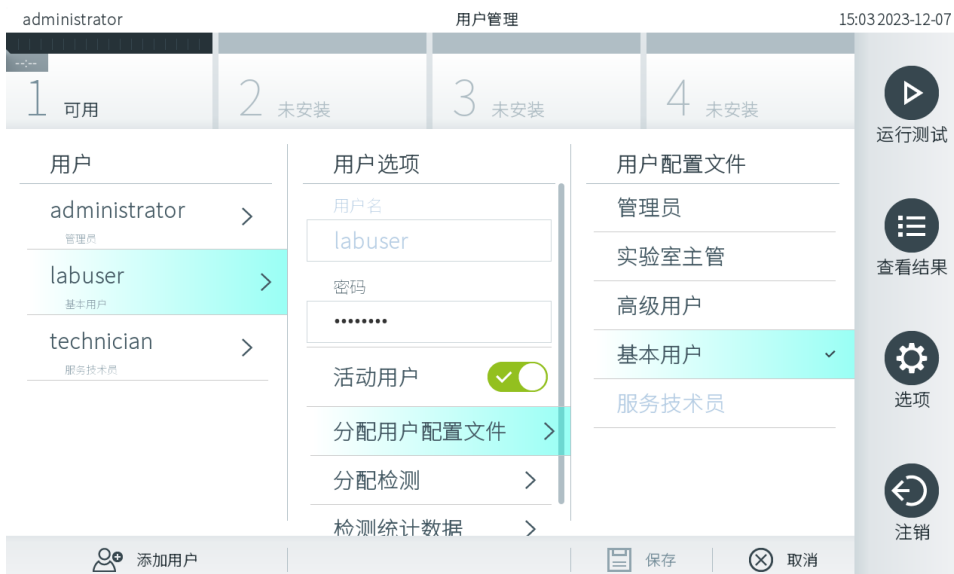 administrator
用户管理
15:03 2023-12-07
--:--
1 可用
2 未安装
3 未安装
4 未安装
运行测试
查看结果
选项
注销
用户
administrator
管理员
labuser
基本用户
technician
服务技术员
用户选项
用户名
labuser
密码
••••••••
活动用户
分配用户配置文件
分配检测
检测统计数据
用户配置文件
管理员
实验室主管
高级用户
基本用户
服务技术员
添加用户
保存
取消